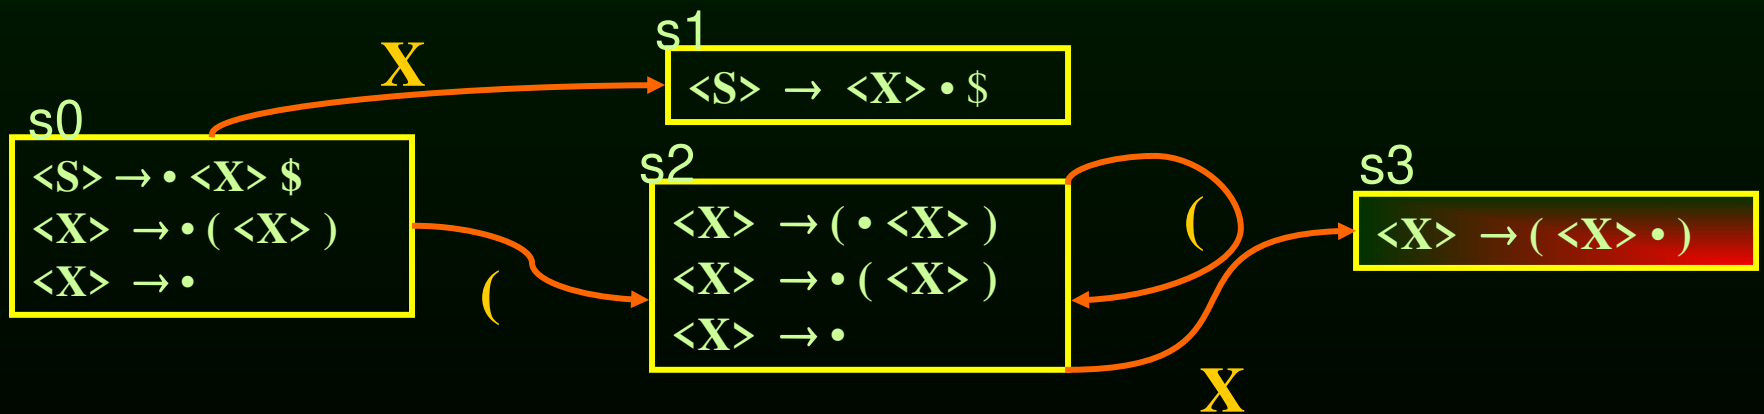 s0
<S> → • <X> $
<X> → • ( <X> )
<X> → •
X
(
s1
<S> → <X> • $
s2
<X> → ( • <X> )
<X> → • ( <X> )
<X> → •
(
X
s3
<X> → ( <X> • )